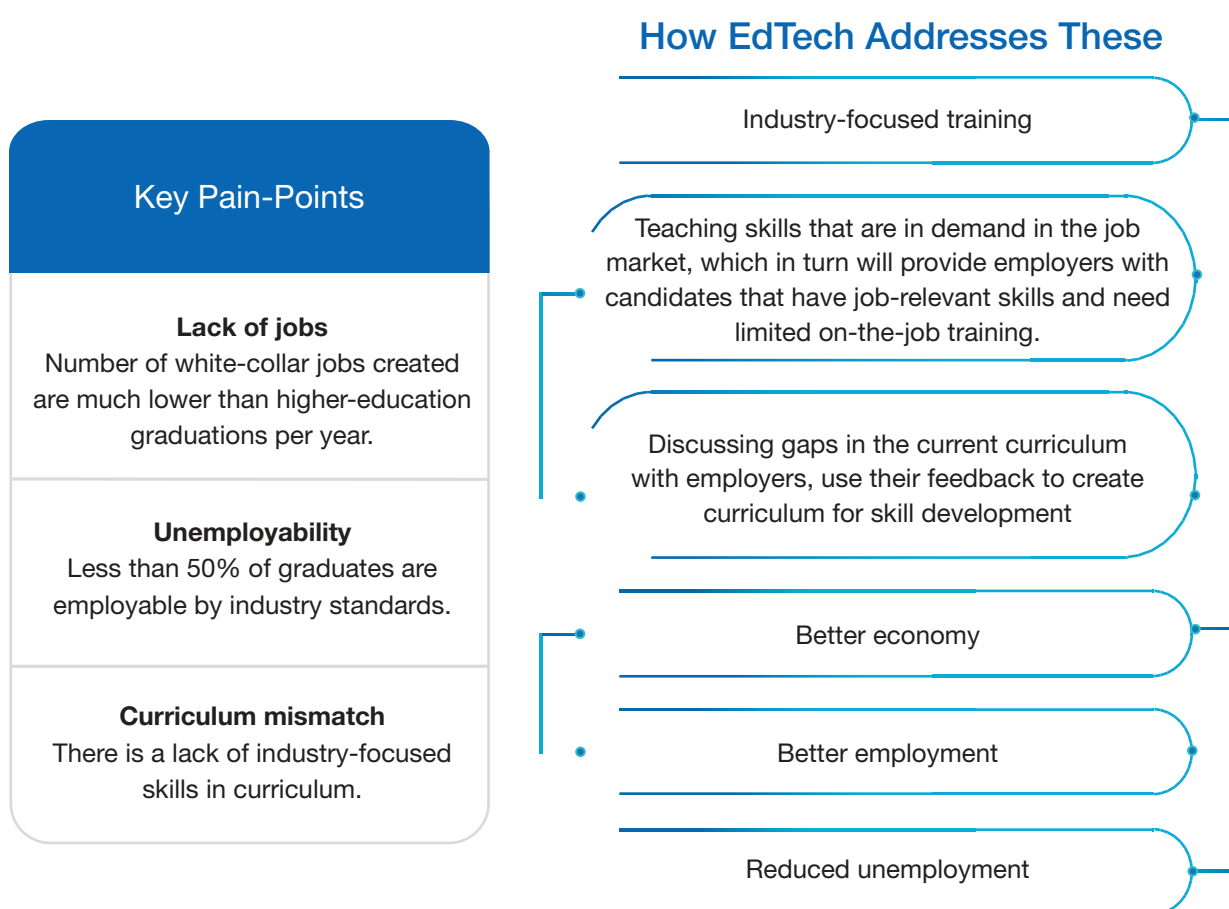 Key Pain-Points
Lack of jobs
Number of white-collar jobs created
are much lower than higher-education
graduations per year.
Unemployability
Less than 50% of graduates are
employable by industry standards.
Curriculum mismatch
There is a lack of industry-focused
skills in curriculum.
How EdTech Addresses These
Industry-focused training
Teaching skills that are in demand in the job
market, which in turn will provide employers with
candidates that have job-relevant skills and need
limited on-the-job training.
Discussing gaps in the current curriculum
with employers, use their feedback to create
curriculum for skill development
Better economy
Better employment
Reduced unemployment